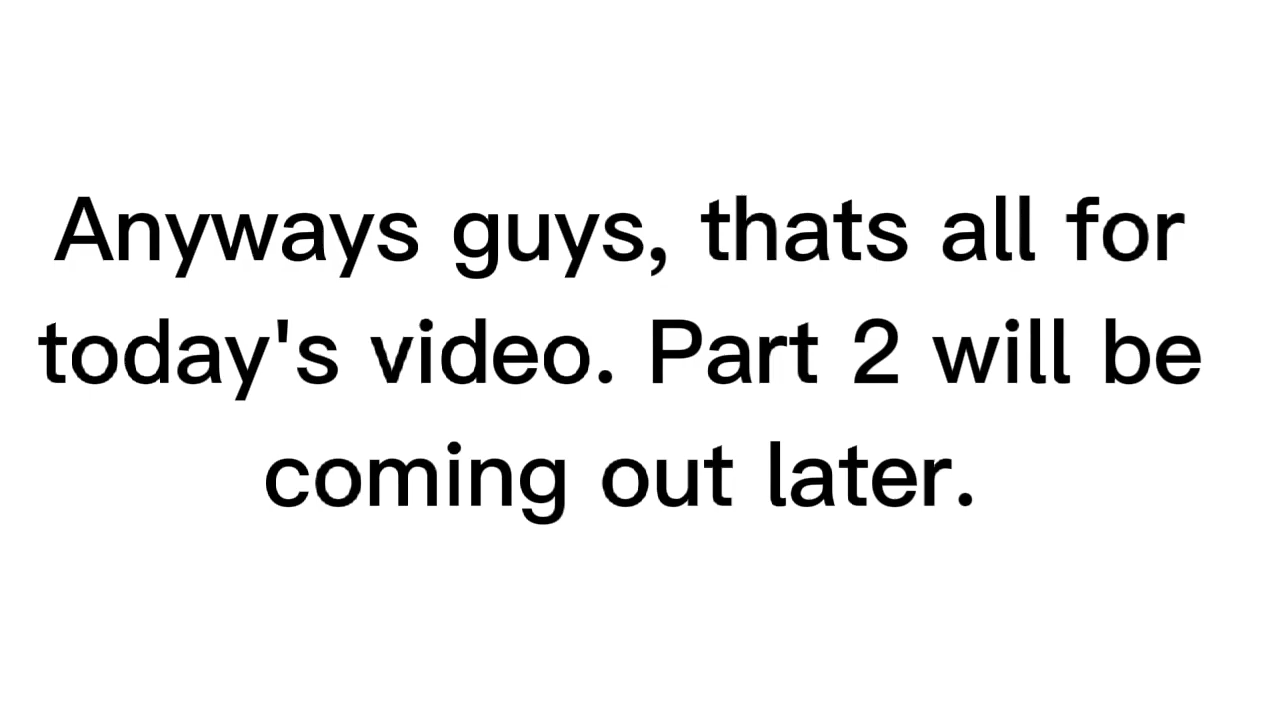 Anyways guys, thats all for
today's video. Part 2 will be
coming out later.